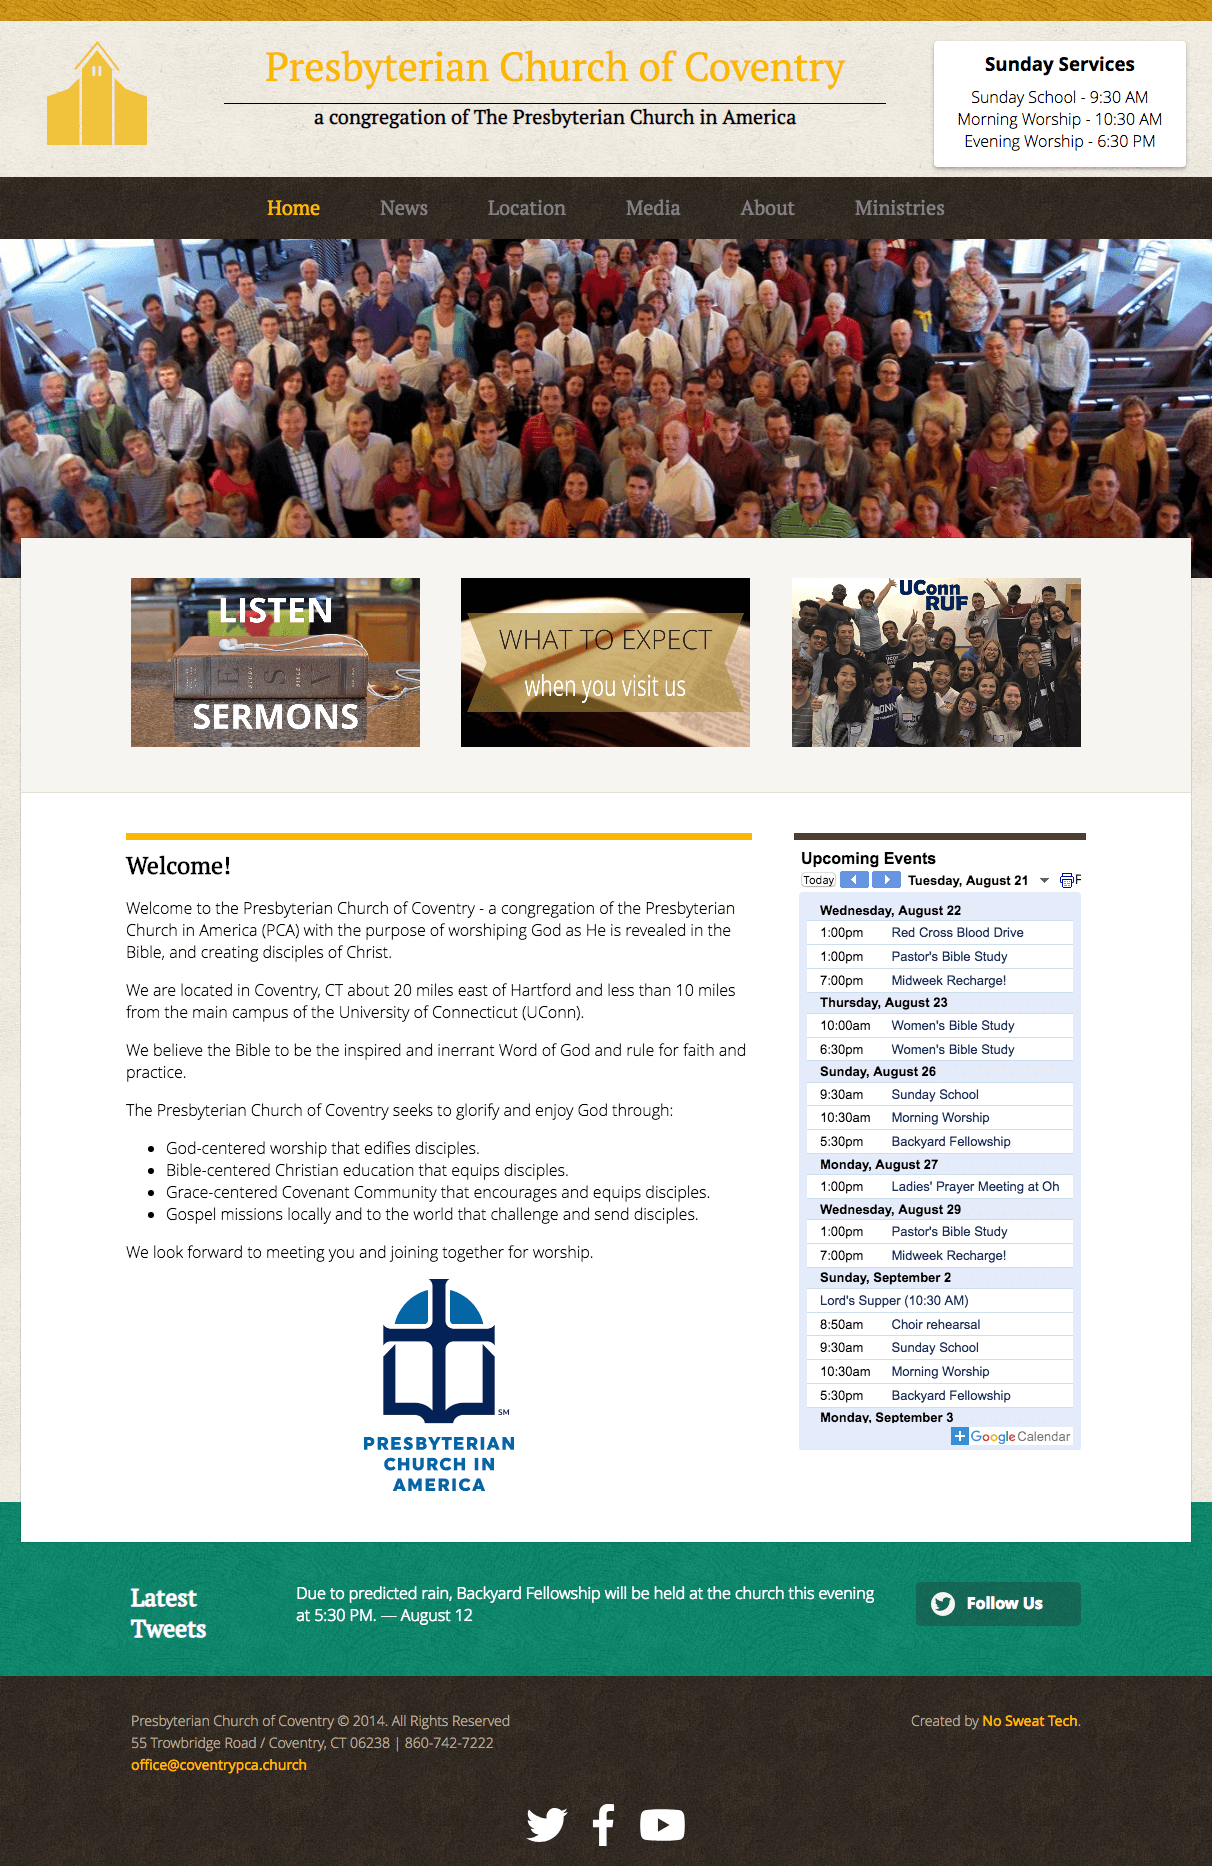 Presbyterian Church of Coventry
a congregation of The Presbyterian Church in America
Sunday Services
Sunday School - 9:30 AM
Morning Worship - 10:30 AM
Evening Worship - 6:30 PM
Home News Location Media About Ministries
LISTEN
ESV
SERMONS
WHAT TO EXPECT
when you visit us
UConn
RUF
Welcome!
Welcome to the Presbyterian Church of Coventry - a congregation of the Presbyterian
Church in America (PCA) with the purpose of worshiping God as He is revealed in the
Bible, and creating disciples of Christ.
We are located in Coventry, CT about 20 miles east of Hartford and less than 10 miles
from the main campus of the University of Connecticut (UConn).
We believe the Bible to be the inspired and inerrant Word of God and rule for faith and
practice.
The Presbyterian Church of Coventry seeks to glorify and enjoy God through:
God-centered worship that edifies disciples.
Bible-centered Christian education that equips disciples.
Grace-centered Covenant Community that encourages and equips disciples.
Gospel missions locally and to the world that challenge and send disciples.
We look forward to meeting you and joining together for worship.
SM
PRESBYTERIAN
CHURCH IN
AMERICA
Upcoming Events
Today Tuesday, August 21 P
Wednesday, August 22
1:00pm Red Cross Blood Drive
1:00pm Pastor's Bible Study
7:00pm Midweek Recharge!
Thursday, August 23
10:00am Women's Bible Study
6:30pm Women's Bible Study
Sunday, August 26
9:30am Sunday School
10:30am Morning Worship
5:30pm Backyard Fellowship
Monday, August 27
1:00pm Ladies' Prayer Meeting at Oh
Wednesday, August 29
1:00pm Pastor's Bible Study
7:00pm Midweek Recharge!
Sunday, September 2
Lord's Supper (10:30 AM)
8:50am Choir rehearsal
9:30am Sunday School
10:30am Morning Worship
5:30pm Backyard Fellowship
Monday, September 3
Google Calendar
Latest
Tweets
Due to predicted rain, Backyard Fellowship will be held at the church this evening
at 5:30 PM. — August 12
Follow Us
Presbyterian Church of Coventry © 2014. All Rights Reserved
55 Trowbridge Road / Coventry, CT 06238 | 860-742-7222
office@coventrypca.church
Created by No Sweat Tech.